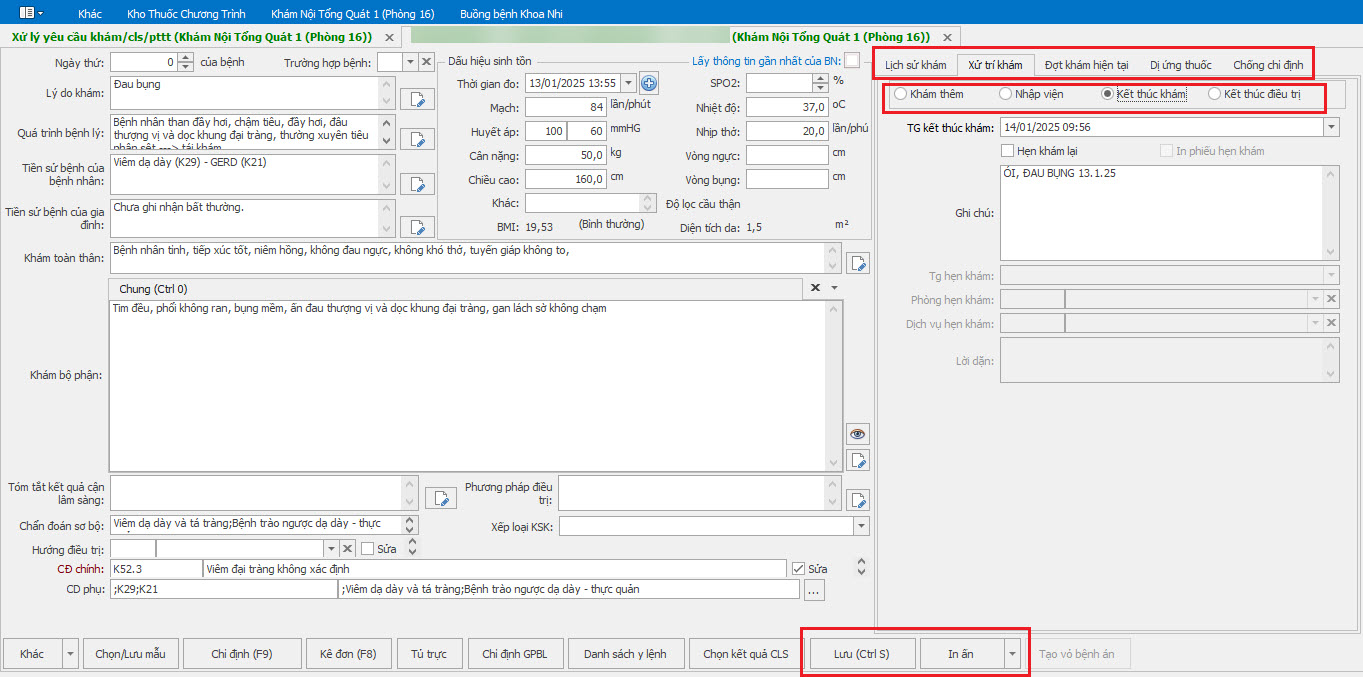 Khác Kho Thuốc Chương Trình Khám Nội Tổng Quát 1 (Phòng 16) Buồng bệnh Khoa Nhi
Xử lý yêu cầu khám/cls/pttt (Khám Nội Tổng Quát 1 (Phòng 16)) (Khám Nội Tổng Quát 1 (Phòng 16))
Ngày thứ: 0 của bệnh Trường hợp bệnh:
Lý do khám: Đau bụng
Quá trình bệnh lý: Bệnh nhân than đầy hơi, chậm tiêu, đầy hơi, đâu
thượng vị và dọc khung đại tràng, thường xuyên tiêu
phân sệt ---> tái khám
Tiền sử bệnh của
bệnh nhân: Viêm dạ dày (K29) - GERD (K21)
Tiền sử bệnh của gia
đình: Chưa ghi nhận bất thường.
Dấu hiệu sinh tồn Lấy thông tin gần nhất của BN:
Thời gian đo: 13/01/2025 13:55 SPO2: %
Mạch: 84 lần/phút Nhiệt độ: 37,0 oC
Huyết áp: 100 60 mmHG Nhịp thở: 20,0 lần/phú
Cân nặng: 50,0 kg Vòng ngực: cm
Chiều cao: 160,0 cm Vòng bụng: cm
Khác: Độ lọc cầu thận
BMI: 19,53 (Bình thường) Diện tích da: 1,5 m²
Khám toàn thân: Bệnh nhân tỉnh, tiếp xúc tốt, niêm hồng, không đau ngực, không khó thở, tuyến giáp không to,
Chung (Ctrl 0)
Khám bộ phận: Tim đều, phổi không ran, bụng mềm, ấn đau thượng vị và dọc khung đại tràng, gan lách sờ không chạm
Tóm tắt kết quả cận
lâm sàng:
Phương pháp điều
trị:
Chẩn đoán sơ bộ: Viêm dạ dày và tá tràng;Bệnh trào ngược dạ dày - thực
Xếp loại KSK:
Hướng điều trị: Sửa
CĐ chính: K52.3 Viêm đại tràng không xác định Sửa
CD phụ: ;K29;K21 ;Viêm dạ dày và tá tràng;Bệnh trào ngược dạ dày - thực quản ...
Lịch sử khám Xử trí khám Đợt khám hiện tại Dị ứng thuốc Chống chỉ định
Khám thêm Nhập viện Kết thúc khám Kết thúc điều trị
TG kết thúc khám: 14/01/2025 09:56
Hẹn khám lại In phiếu hẹn khám
Ghi chú: ÓI, ĐAU BỤNG 13.1.25
Tg hẹn khám:
Phòng hẹn khám:
Dịch vụ hẹn khám:
Lời dặn:
Khác Chọn/Lưu mẫu Chỉ định (F9) Kê đơn (F8) Tủ trực Chỉ định GPBL Danh sách y lệnh Chọn kết quả CLS Lưu (Ctrl S) In ấn Tạo vỏ bệnh án